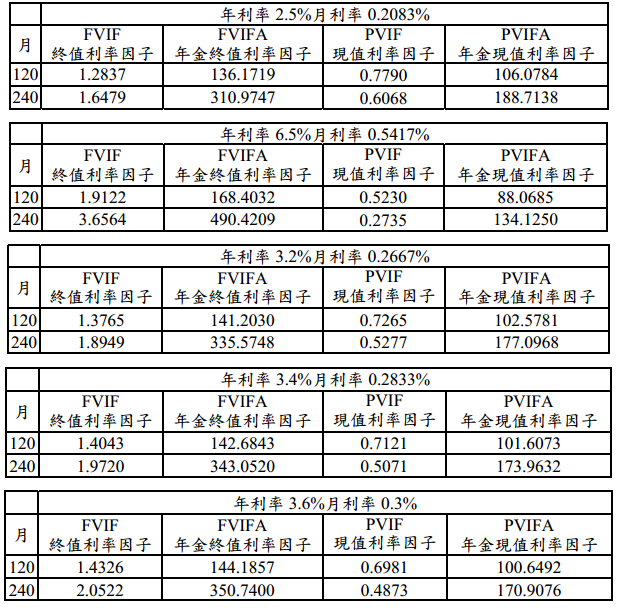 年利率 2.5%月利率 0.2083%
月 FVIF 終值利率因子 FVIFA 年金終值利率因子 PVIF 現值利率因子 PVIFA 年金現值利率因子
120 1.2837 136.1719 0.7790 106.0784
240 1.6479 310.9747 0.6068 188.7138
年利率 6.5%月利率 0.5417%
月 FVIF 終值利率因子 FVIFA 年金終值利率因子 PVIF 現值利率因子 PVIFA 年金現值利率因子
120 1.9122 168.4032 0.5230 88.0685
240 3.6564 490.4209 0.2735 134.1250
年利率 3.2%月利率 0.2667%
月 FVIF 終值利率因子 FVIFA 年金終值利率因子 PVIF 現值利率因子 PVIFA 年金現值利率因子
120 1.3765 141.2030 0.7265 102.5781
240 1.8949 335.5748 0.5277 177.0968
年利率 3.4%月利率 0.2833%
月 FVIF 終值利率因子 FVIFA 年金終值利率因子 PVIF 現值利率因子 PVIFA 年金現值利率因子
120 1.4043 142.6843 0.7121 101.6073
240 1.9720 343.0520 0.5071 173.9632
年利率 3.6%月利率 0.3%
月 FVIF 終值利率因子 FVIFA 年金終值利率因子 PVIF 現值利率因子 PVIFA 年金現值利率因子
120 1.4326 144.1857 0.6981 100.6492
240 2.0522 350.7400 0.4873 170.9076